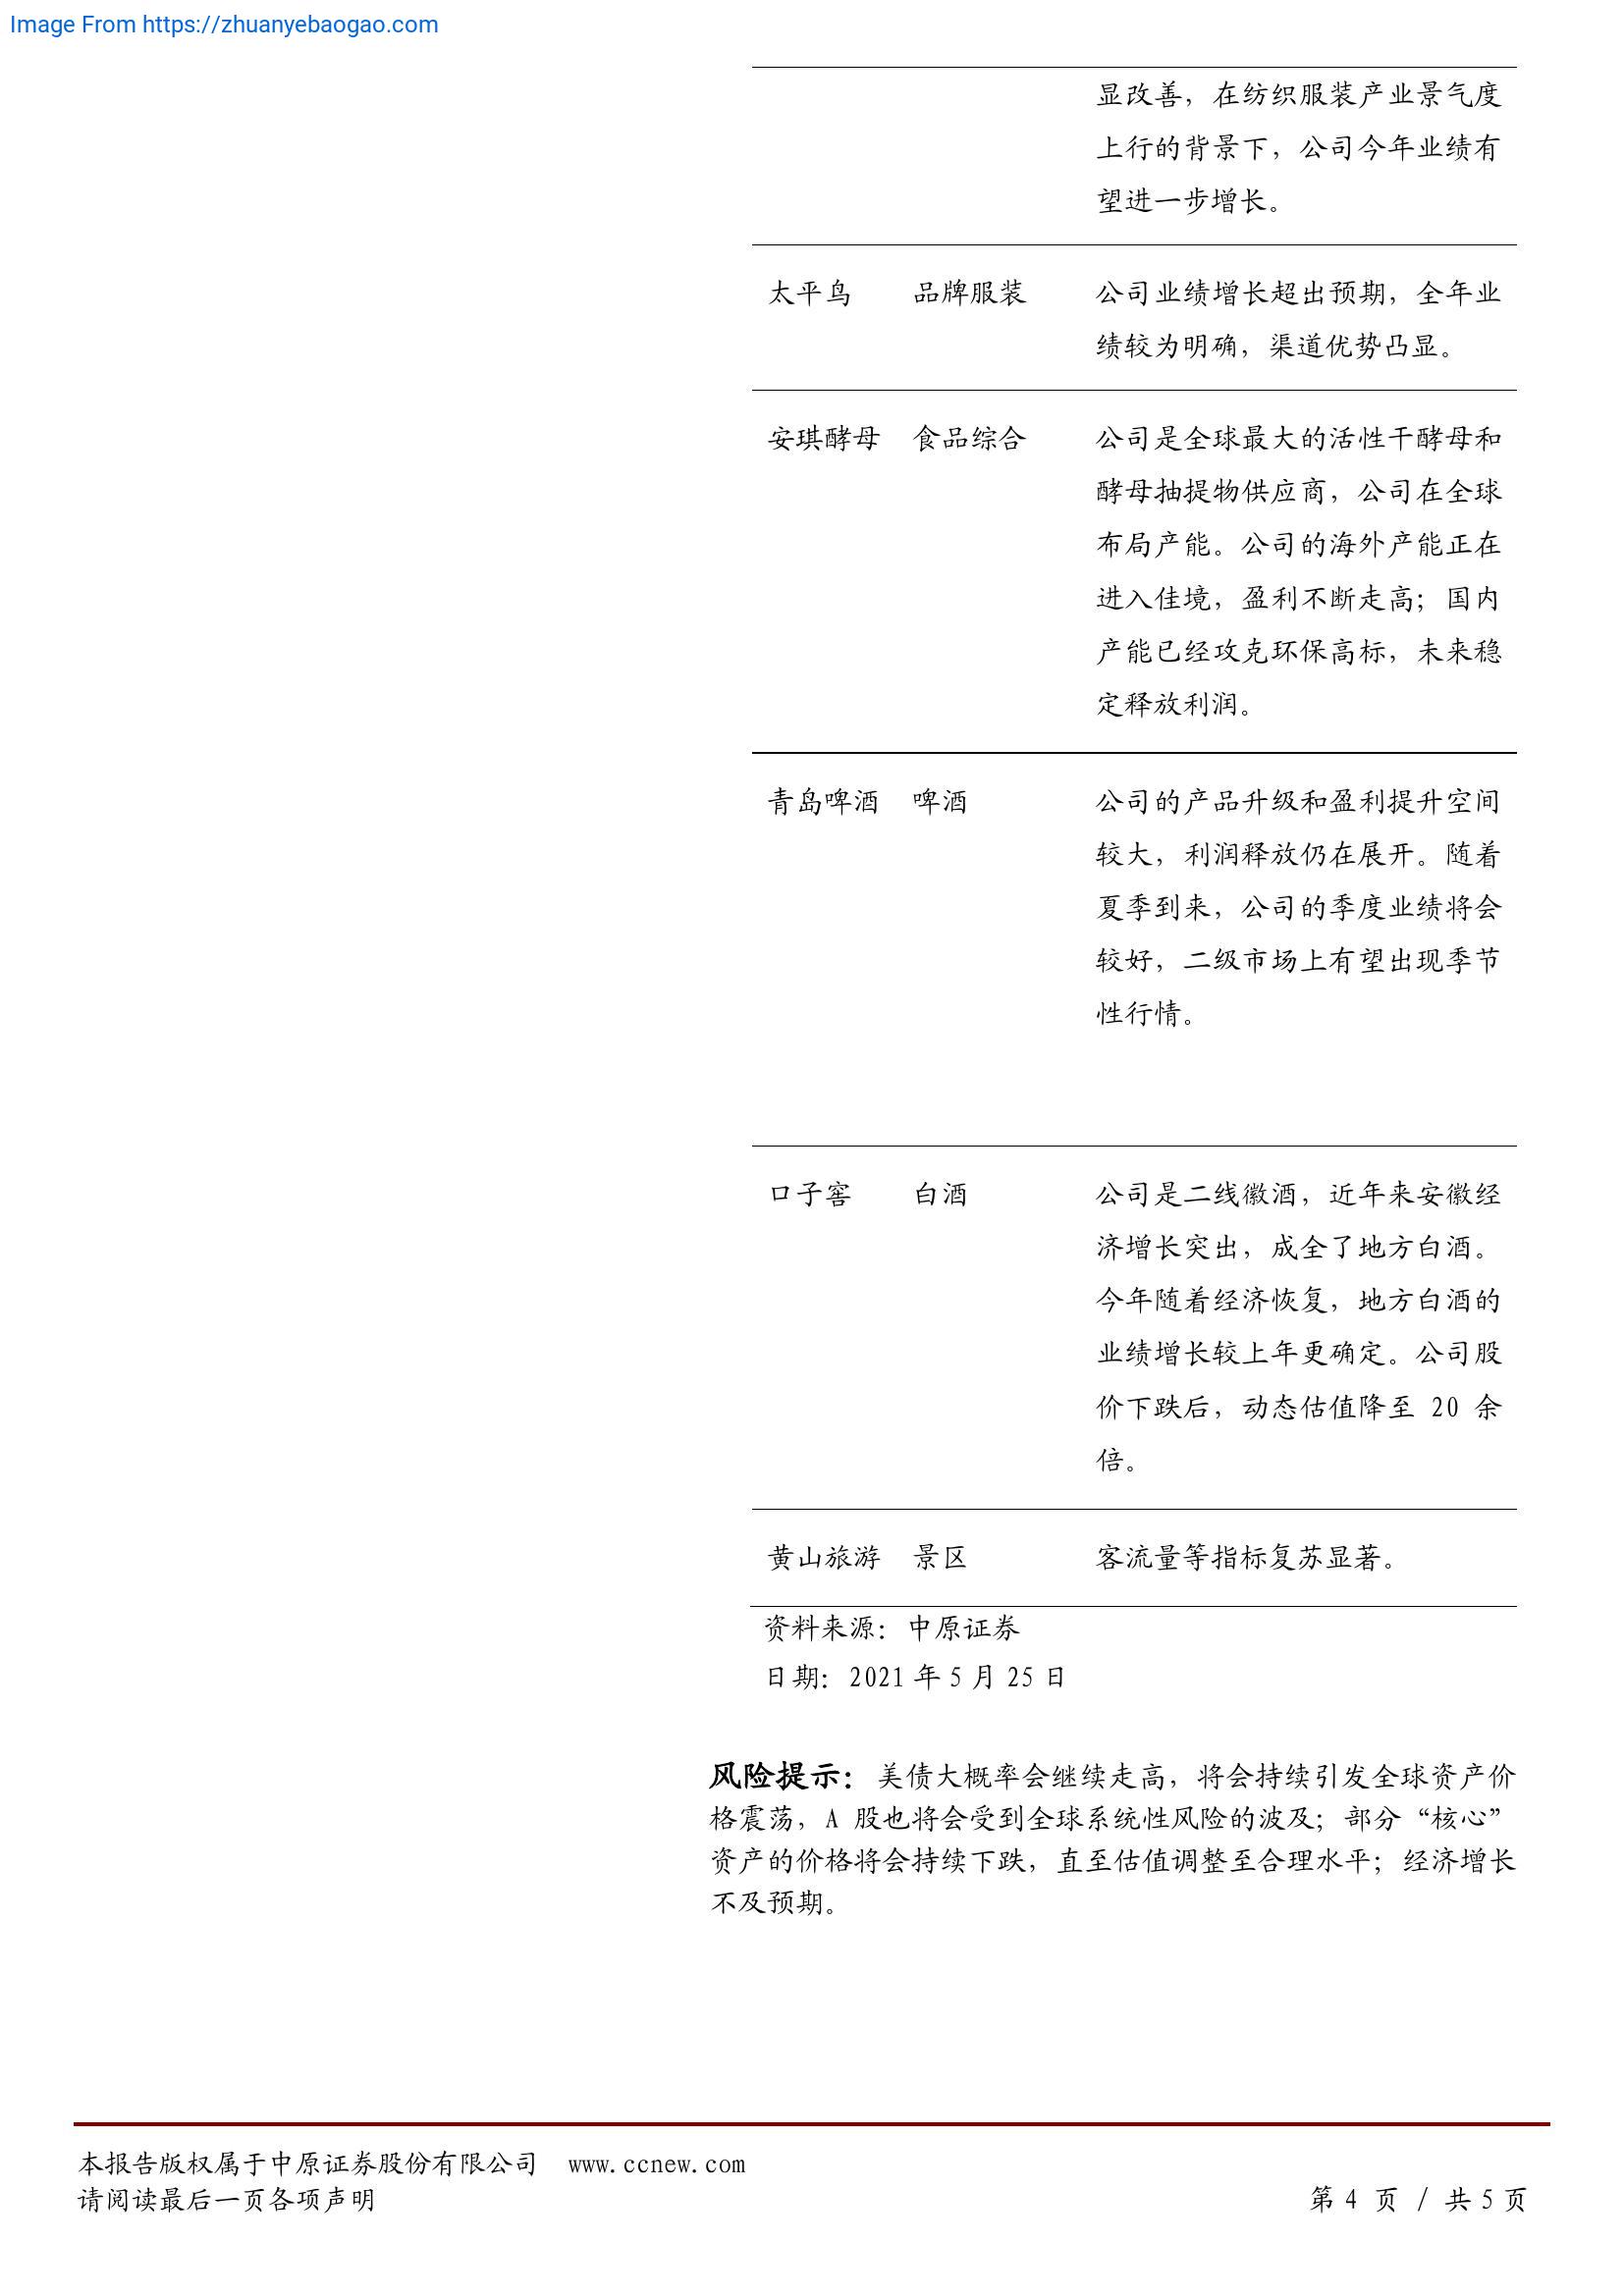 Image From https://zhuanyebaogao.com
显改善，在纺织服装产业景气度
上行的背景下，公司今年业绩有
望进一步增长。
太平鸟 品牌服装 公司业绩增长超出预期，全年业
绩较为明确，渠道优势凸显。
安琪酵母 食品综合 公司是全球最大的活性干酵母和
酵母抽提物供应商，公司在全球
布局产能。公司的海外产能正在
进入佳境，盈利不断走高；国内
产能已经攻克环保高标，未来稳
定释放利润。
青岛啤酒 啤酒 公司的产品升级和盈利提升空间
较大，利润释放仍在展开。随着
夏季到来，公司的季度业绩将会
较好，二级市场上有望出现季节
性行情。
口子窖 白酒 公司是二线徽酒，近年来安徽经
济增长突出，成全了地方白酒。
今年随着经济恢复，地方白酒的
业绩增长较上年更确定。公司股
价下跌后，动态估值降至 20 余
倍。
黄山旅游 景区 客流量等指标复苏显著。
资料来源：中原证券
日期：2021 年 5 月 25 日
风险提示：美债大概率会继续走高，将会持续引发全球资产价
格震荡，A 股也将会受到全球系统性风险的波及；部分“核心”
资产的价格将会持续下跌，直至估值调整至合理水平；经济增长
不及预期。
本报告版权属于中原证券股份有限公司 www.ccnew.com
请阅读最后一页各项声明 第 4 页 / 共 5 页